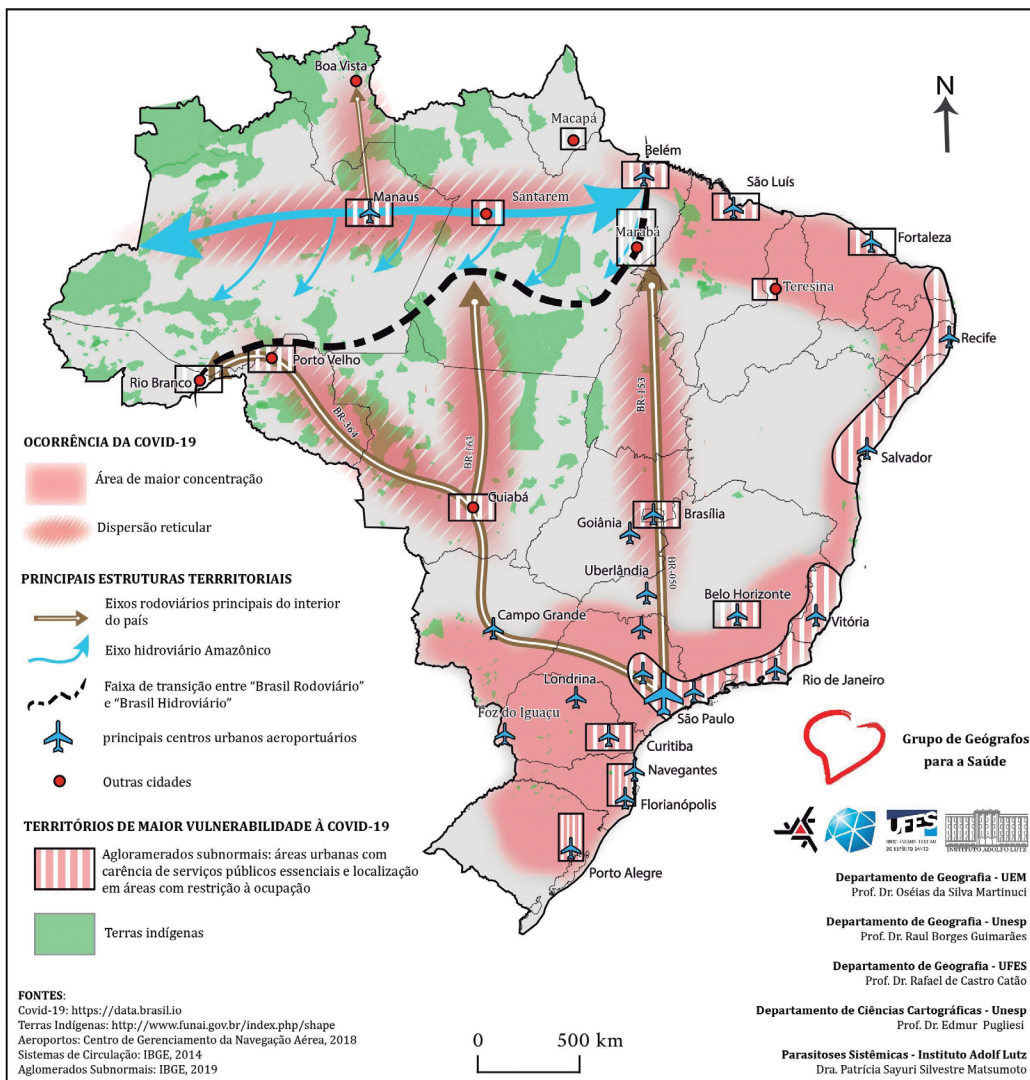 Boa Vista
N
Macapá
Belém
São Luís
Manaus
Santarem
Fortaleza
Marabá
Teresina
Recife
Porto Velho
Rio Branco
BR-364
BR-163
BR-153
Salvador
OCORRÊNCIA DA COVID-19
Área de maior concentração
Dispersão reticular
Cuiabá
Brasília
Goiânia
BR-050
Uberlândia
Belo Horizonte
Campo Grande
Vitória
Londrina
Rio de Janeiro
São Paulo
Foz do Iguaçu
Curitiba
Navegantes
Florianópolis
Porto Alegre
PRINCIPAIS ESTRUTURAS TERRRITORIAIS
Eixos rodoviários principais do interior
do país
Eixo hidroviário Amazônico
Faixa de transição entre “Brasil Rodoviário”
e “Brasil Hidroviário”
principais centros urbanos aeroportuários
Outras cidades
TERRITÓRIOS DE MAIOR VULNERABILIDADE À COVID-19
Agloramerados subnormais: áreas urbanas com
carência de serviços públicos essenciais e localização
em áreas com restrição à ocupação
Terras indígenas
FONTES:
Covid-19: https://data.brasil.io
Terras Indígenas: http://www.funai.gov.br/index.php/shape
Aeroportos: Centro de Gerenciamento da Navegação Aérea, 2018
Sistemas de Circulação: IBGE, 2014
Aglomerados Subnormais: IBGE, 2019
0 500 km
Grupo de Geógrafos
para a Saúde
UFES
INSTITUTO ADOLFO LUTZ
Departamento de Geografia - UEM
Prof. Dr. Oséias da Silva Martinuci
Departamento de Geografia - Unesp
Prof. Dr. Raul Borges Guimarães
Departamento de Geografia - UFES
Prof. Dr. Rafael de Castro Catão
Departamento de Ciências Cartográficas - Unesp
Prof. Dr. Edmur Pugliesi
Parasitoses Sistêmicas - Instituto Adolf Lutz
Dra. Patrícia Sayuri Silvestre Matsumoto